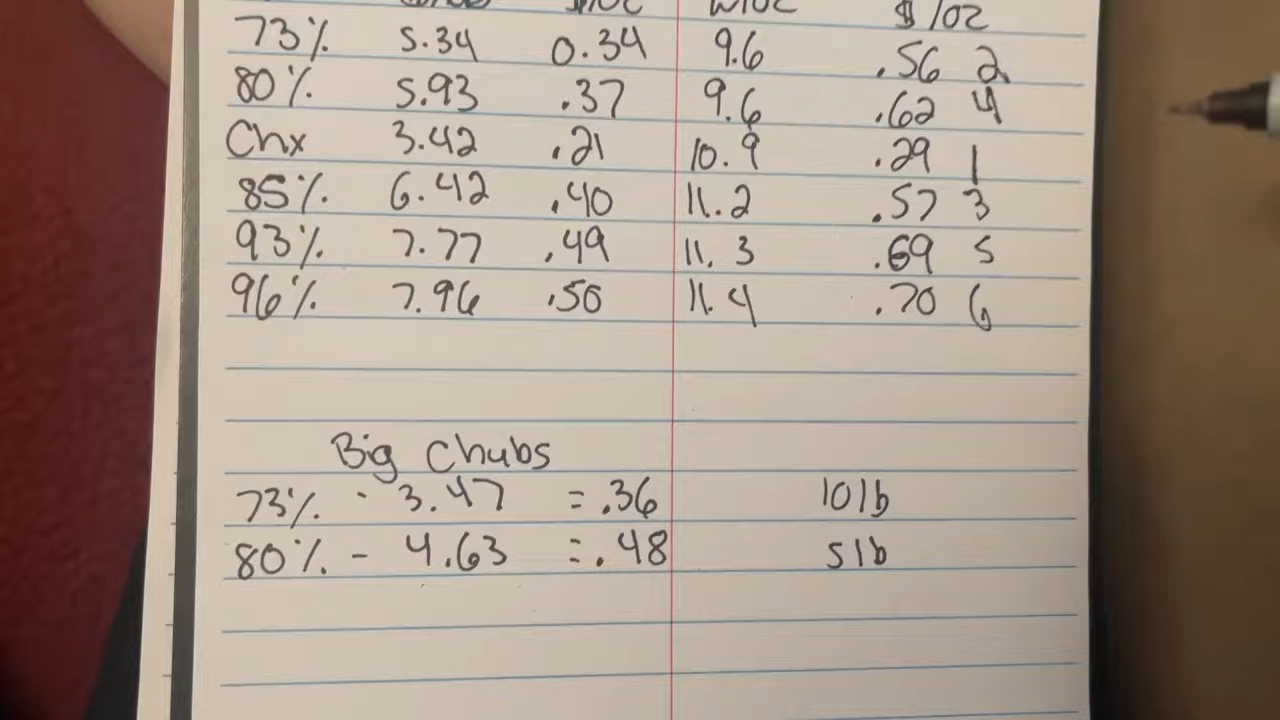 $/oz
73% 5.34 0.34 9.6 .56 2
80% 5.93 .37 9.6 .62 4
Chx 3.42 .21 10.9 .29 1
85% 6.42 .40 11.2 .57 3
93% 7.77 .49 11.3 .69 5
96% 7.96 .50 11.4 .70 6
Big Chubs
73% - 3.47 = .36 10lb
80% - 4.63 = .48 5lb